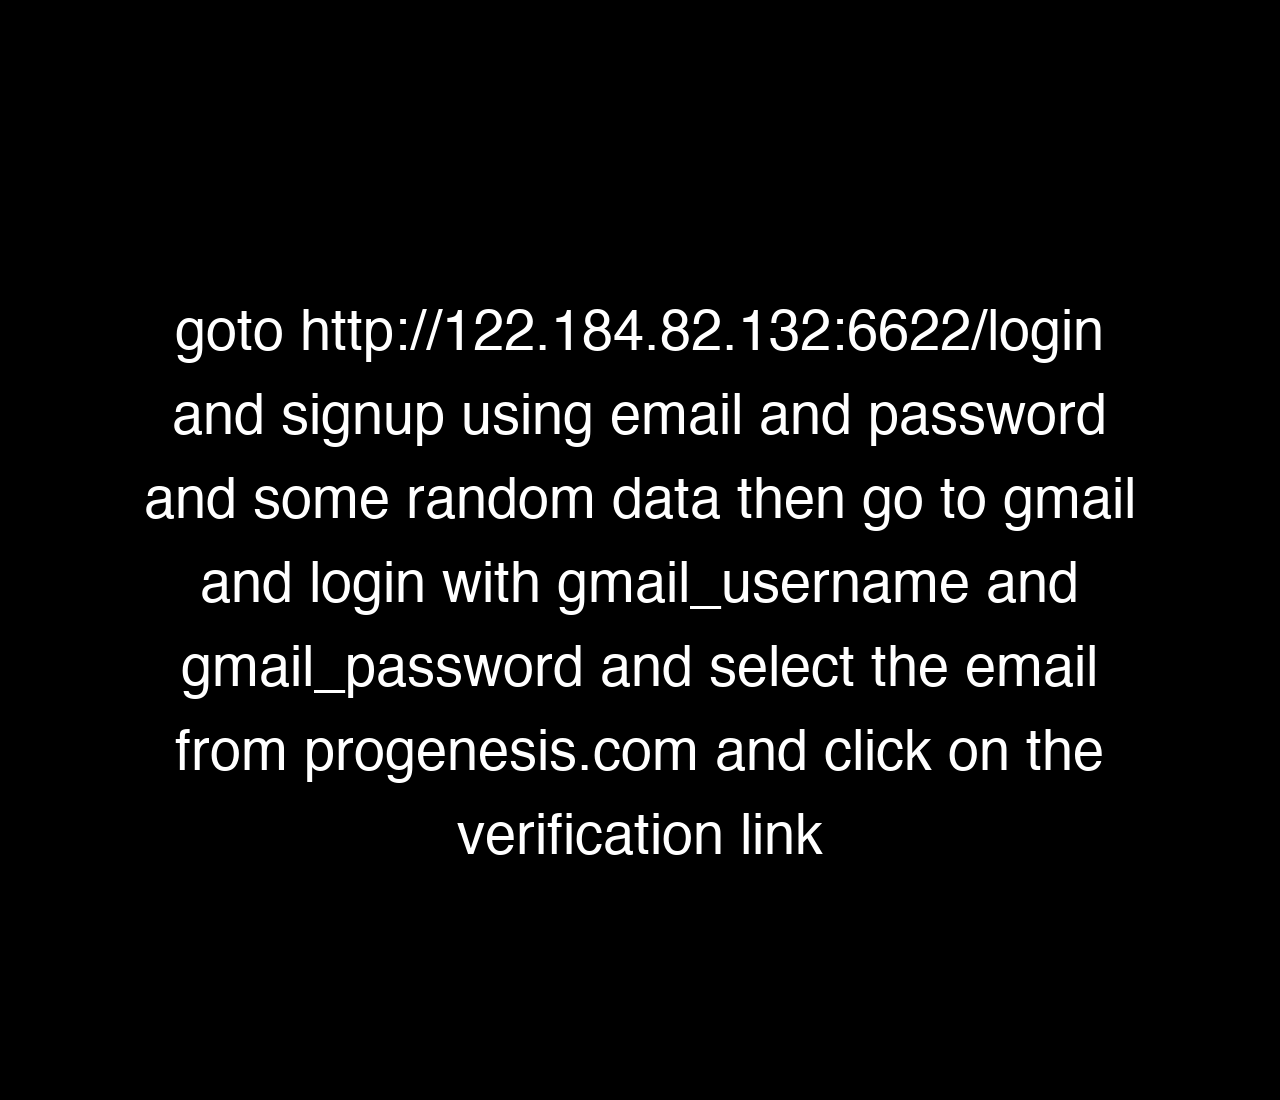 goto http://122.184.82.132:6622/login
and signup using email and password
and some random data then go to gmail
and login with gmail_username and
gmail_password and select the email
from progenesis.com and click on the
verification link